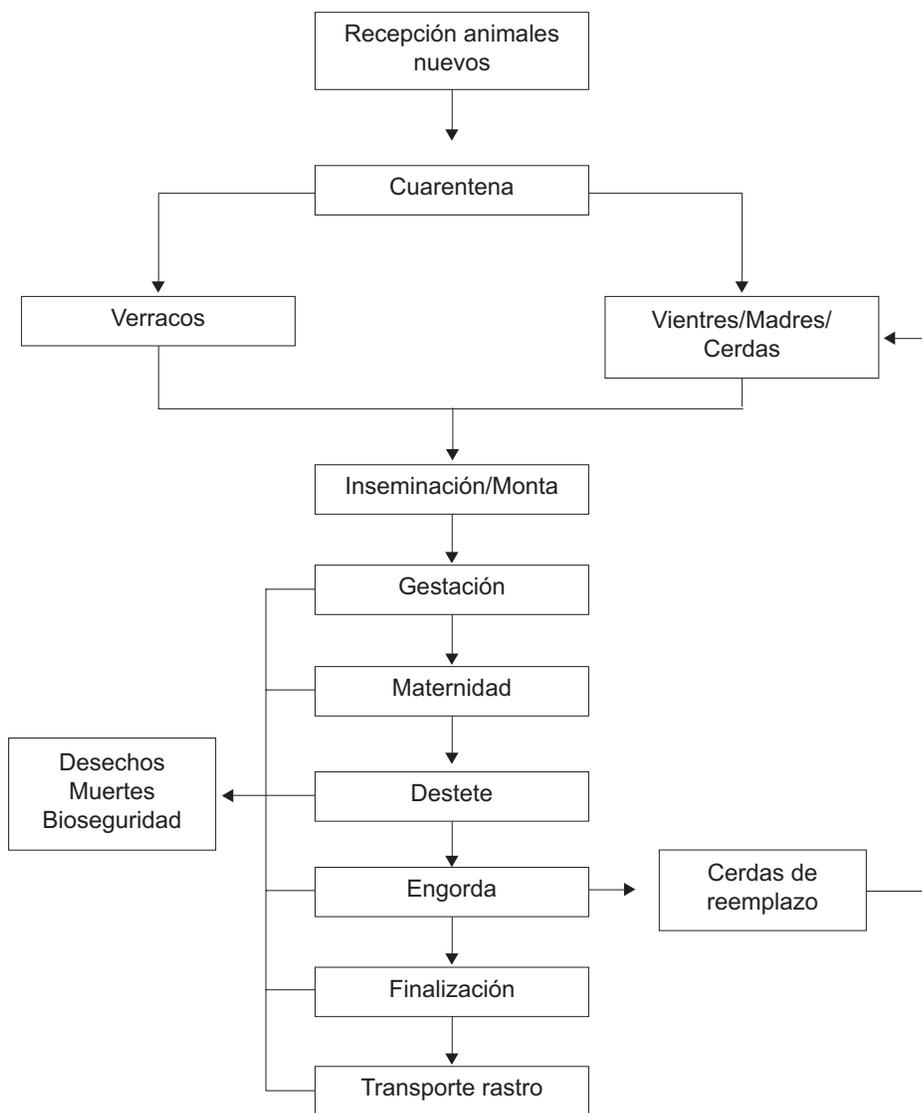 Recepción animales
nuevos
Cuarentena
Verracos
Vientres/Madres/
Cerdas
Inseminación/Monta
Gestación
Maternidad
Desechos
Muertes
Bioseguridad
Destete
Engorda
Cerdas de
reemplazo
Finalización
Transporte rastro